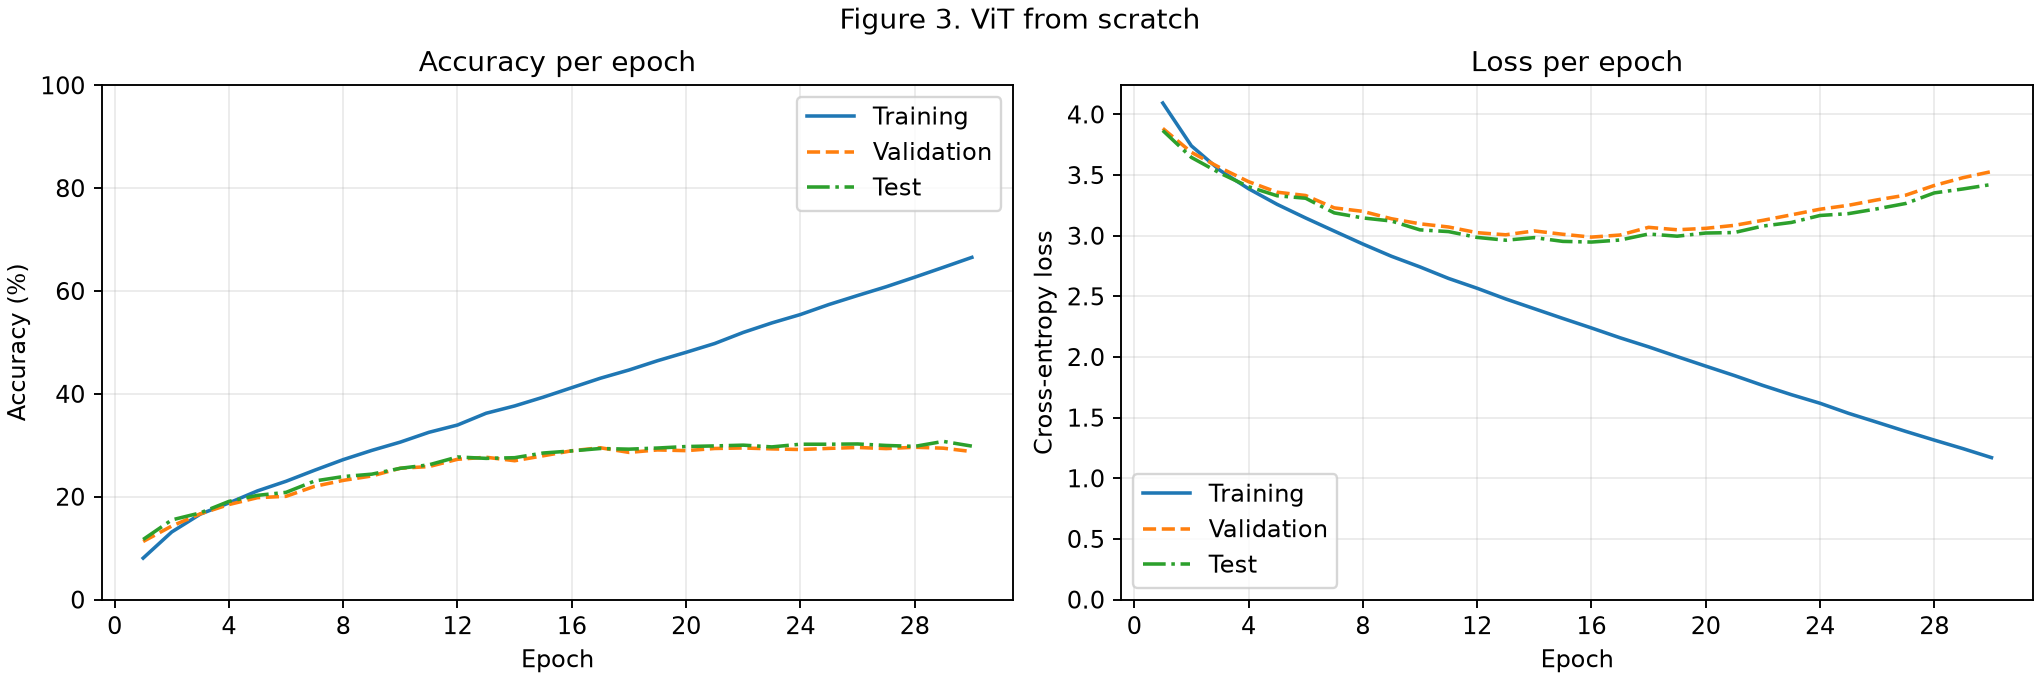 Figure 3. ViT from scratch
Accuracy per epoch
Accuracy (%)
100
80
60
40
20
0
0 4 8 12 16 20 24 28
Epoch
Training
Validation
Test
Loss per epoch
Cross-entropy loss
4.0
3.5
3.0
2.5
2.0
1.5
1.0
0.5
0.0
0 4 8 12 16 20 24 28
Epoch
Training
Validation
Test